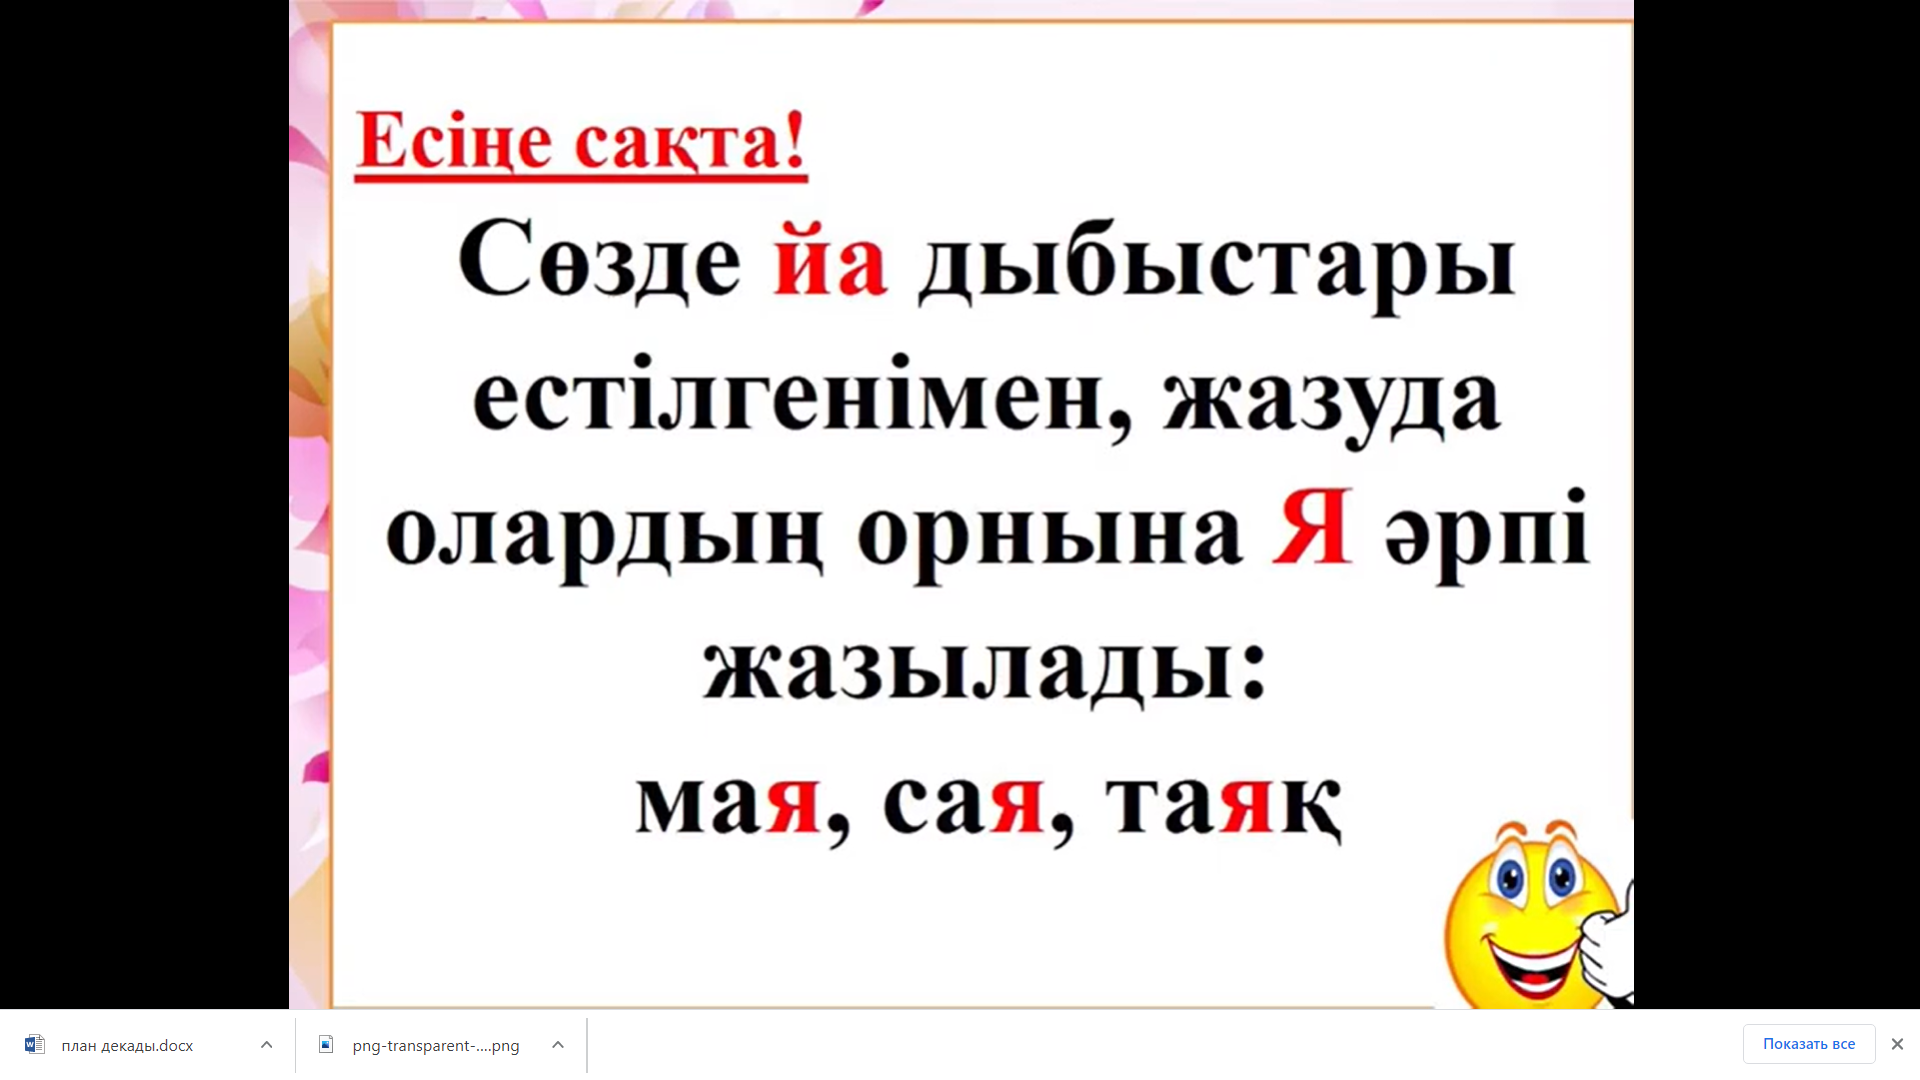 Есіңе сақта!
Сөзде йа дыбыстары
естілгенімен, жазуда
олардың орнына Я әрпі
жазылады:
мая, сая, таяқ
план декады.docx
png-transparent-....png
Показать все